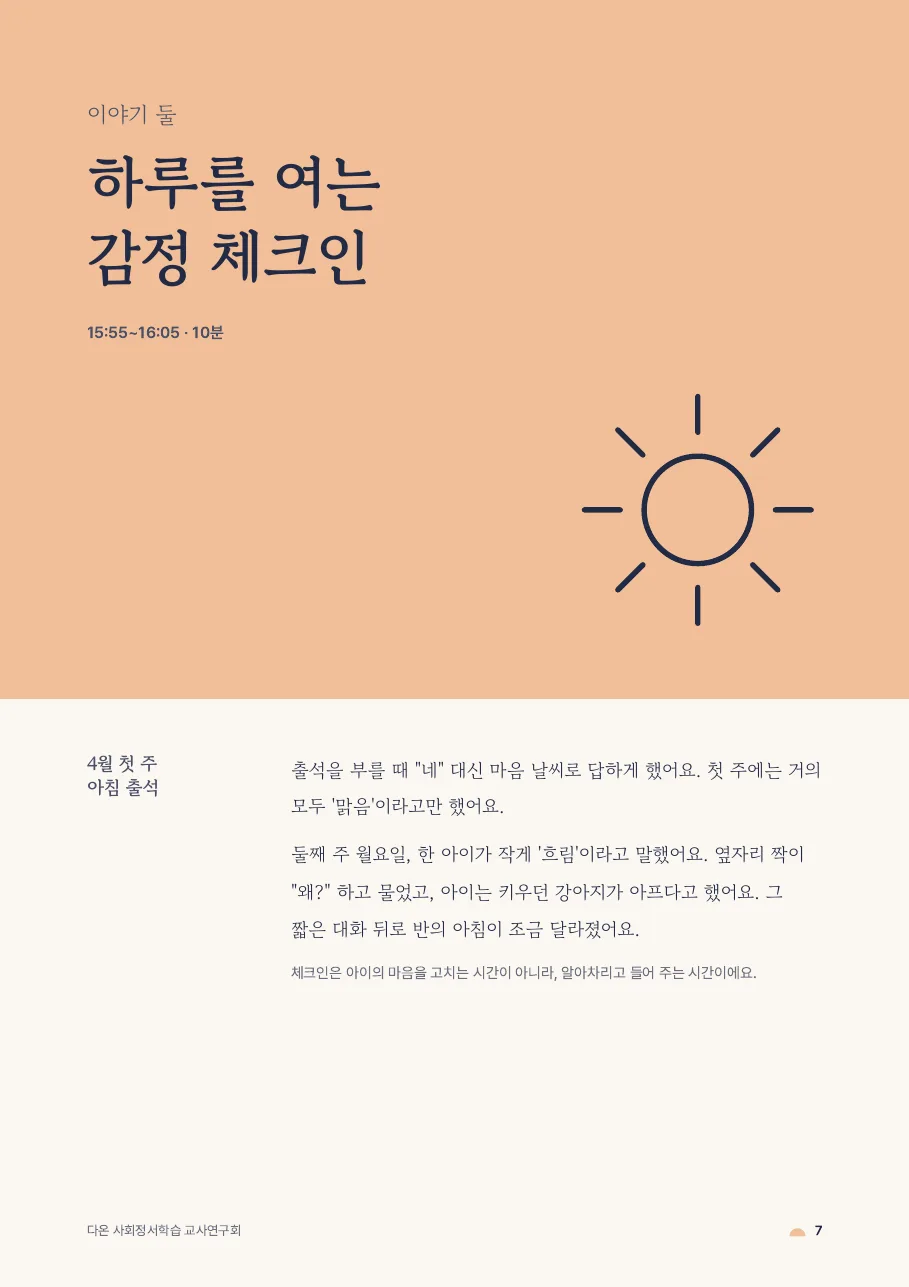 이야기 둘
하루를 여는
감정 체크인
15:55~16:05 · 10분
4월 첫 주
아침 출석
출석을 부를 때 "네" 대신 마음 날씨로 답하게 했어요. 첫 주에는 거의
모두 '맑음'이라고만 했어요.
둘째 주 월요일, 한 아이가 작게 '흐림'이라고 말했어요. 옆자리 짝이
"왜?" 하고 물었고, 아이는 키우던 강아지가 아프다고 했어요. 그
짧은 대화 뒤로 반의 아침이 조금 달라졌어요.
체크인은 아이의 마음을 고치는 시간이 아니라, 알아차리고 들어 주는 시간이에요.
다온 사회정서학습 교사연구회
7